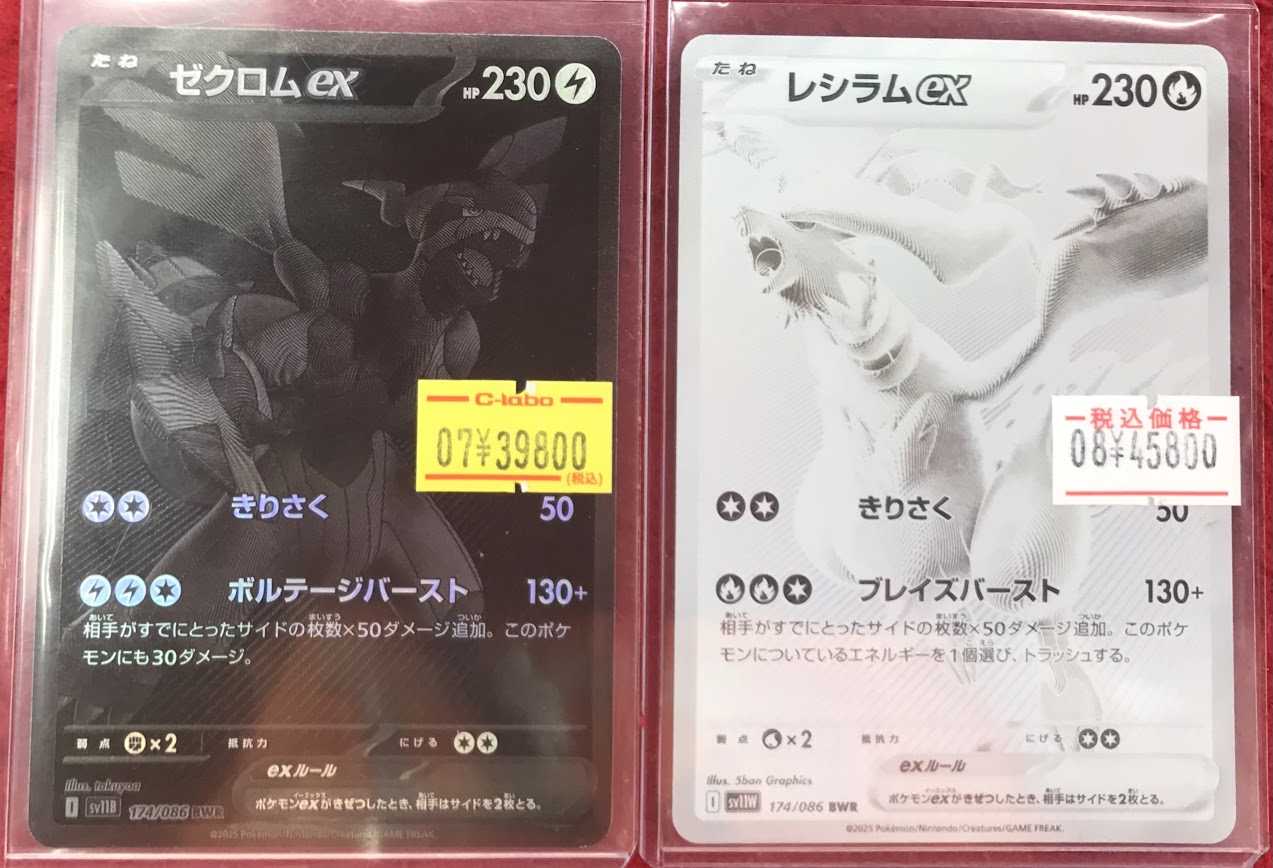 たね
ゼクロムex
HP 230
C-labo
07¥39800
(税込)
きりさく 50
ボルテージバースト 130+
相手がすでにとったサイドの枚数×50ダメージ追加。このポケ
モンにも30ダメージ。
弱点 ×2 抵抗力 にげる
exルール
ポケモンexがきぜつしたとき、相手はサイドを2枚とる。
illus. takuyoa
I sv11B 174/086 BWR
©2025 Pokémon/Nintendo/Creatures/GAME FREAK.
たね
レシラムex
HP 230
税込価格
08¥45800
きりさく 50
ブレイズバースト 130+
相手がすでにとったサイドの枚数×50ダメージ追加。このポケ
モンについているエネルギーを1個選び、トラッシュする。
弱点 ×2 抵抗力 にげる
exルール
ポケモンexがきぜつしたとき、相手はサイドを2枚とる。
illus. 5ban Graphics
I sv11W 174/086 BWR
©2025 Pokémon/Nintendo/Creatures/GAME FREAK.